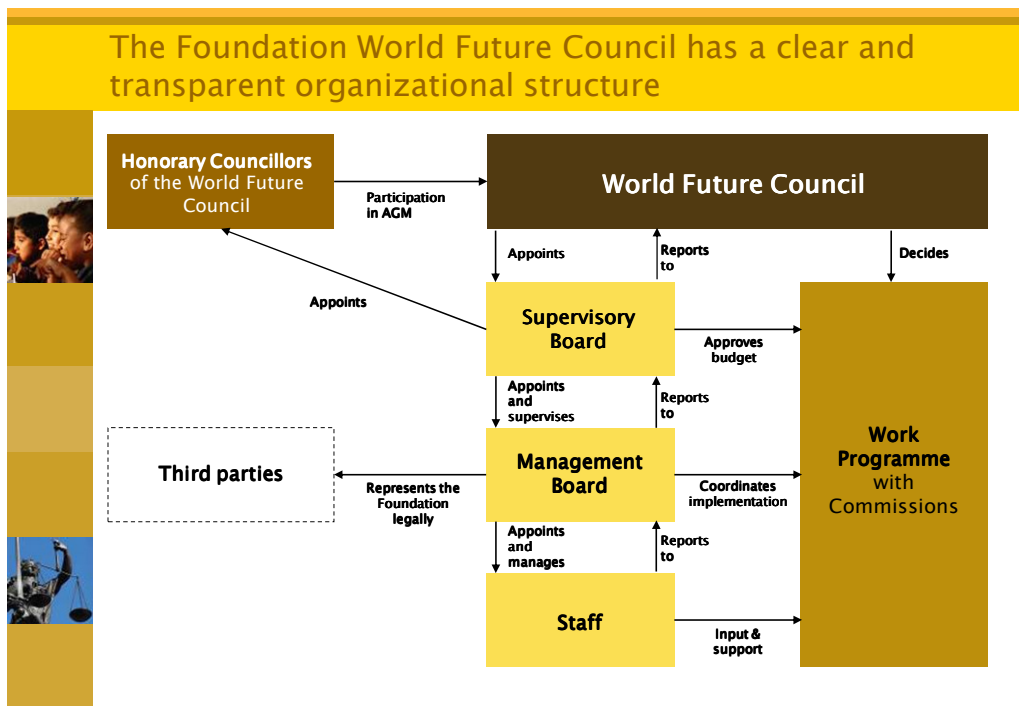 The Foundation World Future Council has a clear and
transparent organizational structure
Honorary Councillors
of the World Future
Council
Participation
in AGM
World Future Council
Appoints
Reports
to
Decides
Appoints
Supervisory
Board
Approves
budget
Appoints
and
supervises
Reports
to
Third parties
Represents the
Foundation
legally
Management
Board
Coordinates
implementation
Work
Programme
with
Commissions
Appoints
and
manages
Reports
to
Staff
Input &
support